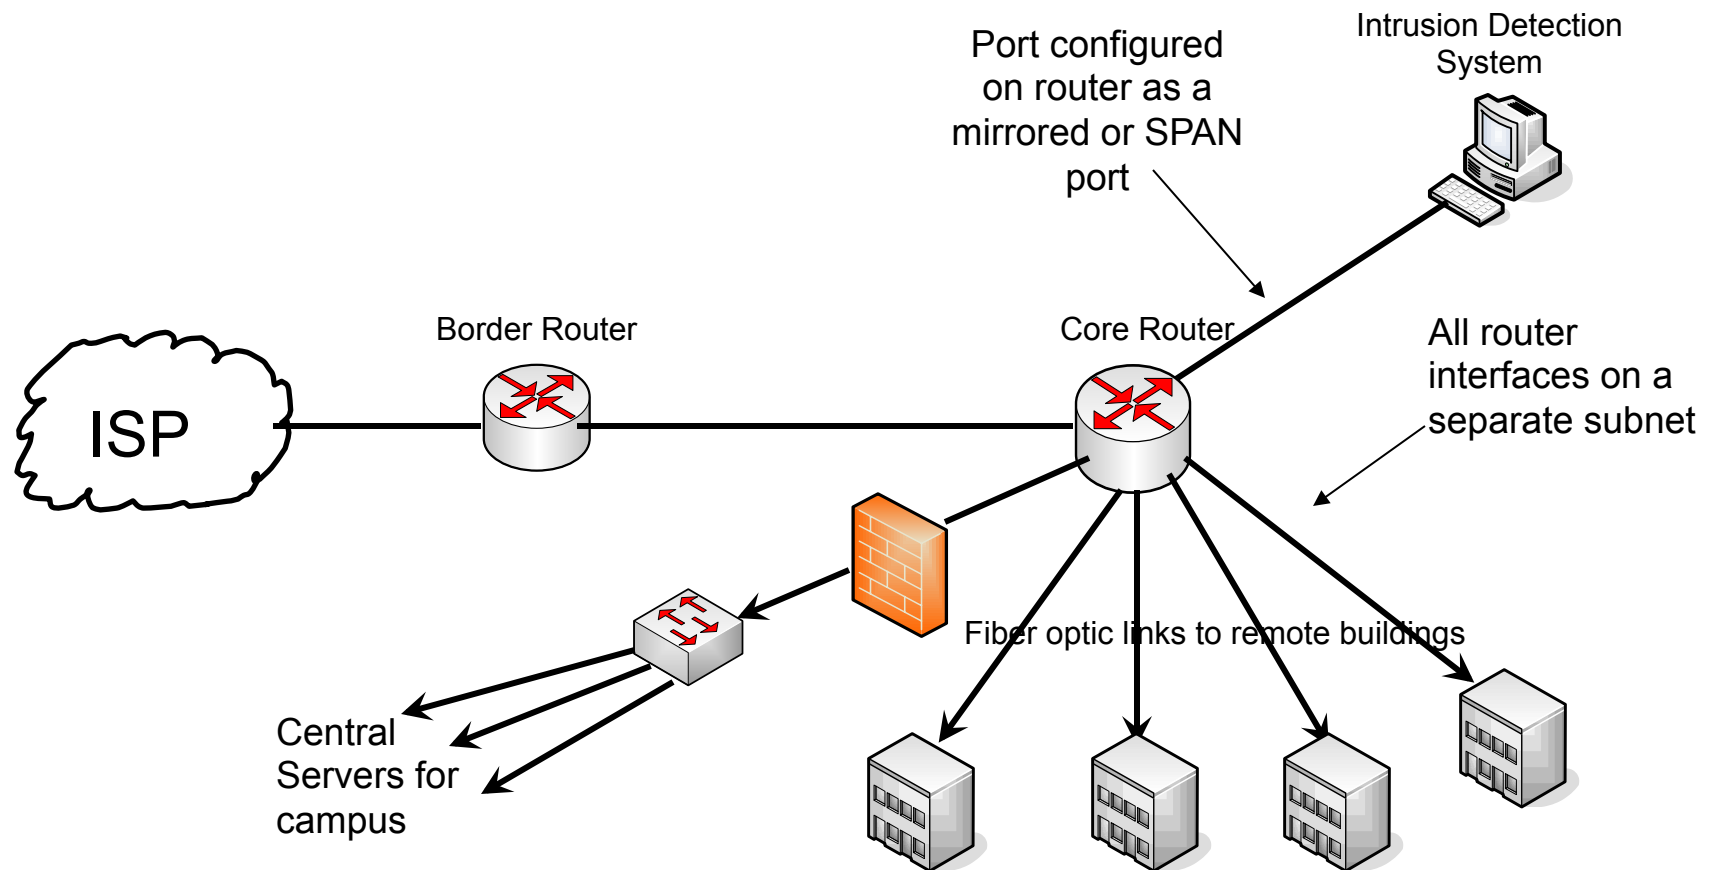 Port configured
on router as a
mirrored or SPAN
port
Intrusion Detection
System
Border Router
Core Router
All router
interfaces on a
separate subnet
ISP
Fiber optic links to remote buildings
Central
Servers for
campus